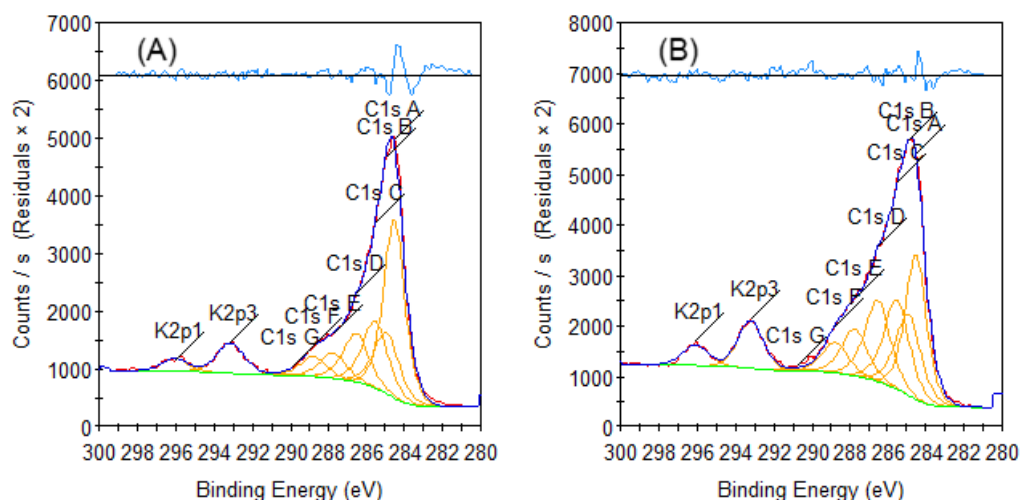 (A)
7000
6000
5000
4000
3000
2000
1000
0
Counts / s (Residuals × 2)
C1s A
C1s B
C1s C
C1s D
C1s E
C1s F
C1s G
K2p3
K2p1
300 298 296 294 292 290 288 286 284 282 280
Binding Energy (eV)
(B)
8000
7000
6000
5000
4000
3000
2000
1000
0
Counts / s (Residuals × 2)
C1s B
C1s A
C1s C
C1s D
C1s E
C1s F
C1s G
K2p3
K2p1
300 298 296 294 292 290 288 286 284 282 280
Binding Energy (eV)